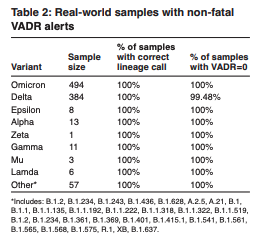 Table 2: Real-world samples with non-fatal
VADR alerts
Variant Sample size % of samples with correct lineage call % of samples with VADR=0
Omicron 494 100% 100%
Delta 384 100% 99.48%
Epsilon 8 100% 100%
Alpha 13 100% 100%
Zeta 1 100% 100%
Gamma 11 100% 100%
Mu 3 100% 100%
Lamda 6 100% 100%
Other* 57 100% 100%
*Includes: B.1.2, B.1.234, B.1.243, B.1.436, B.1.628, A.2.5, A.21, B.1,
B.1.1, B.1.1.135, B.1.1.192, B.1.1.222, B.1.1.318, B.1.1.322, B.1.1.519,
B.1.2, B.1.234, B.1.361, B.1.369, B.1.401, B.1.415.1, B.1.541, B.1.561,
B.1.565, B.1.568, B.1.575, R.1, XB, B.1.637.